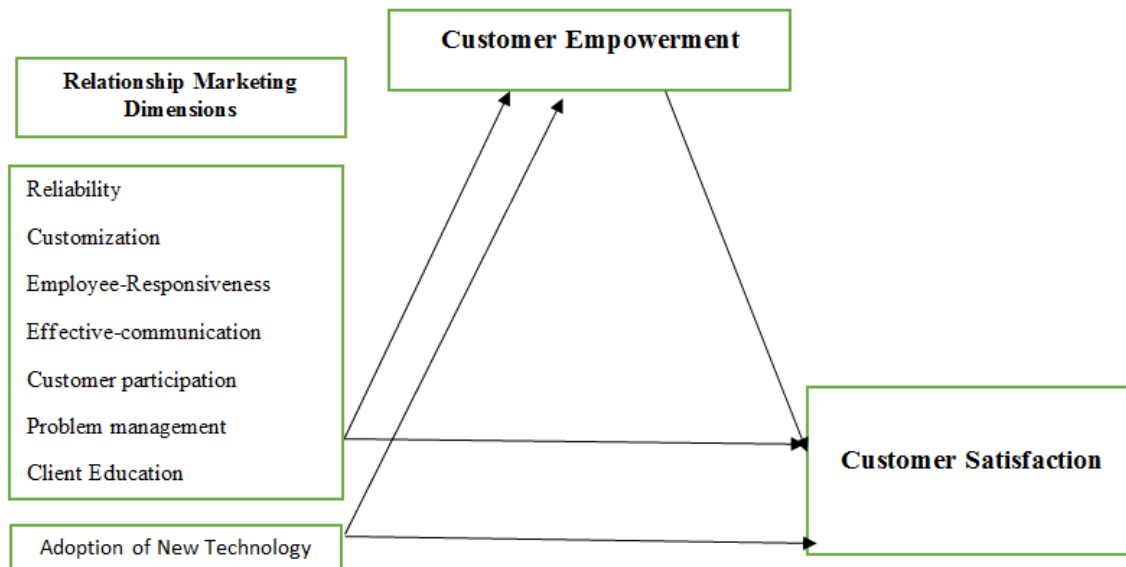 Customer Empowerment
Relationship Marketing
Dimensions
Reliability
Customization
Employee-Responsiveness
Effective-communication
Customer participation
Problem management
Client Education
Customer Satisfaction
Adoption of New Technology